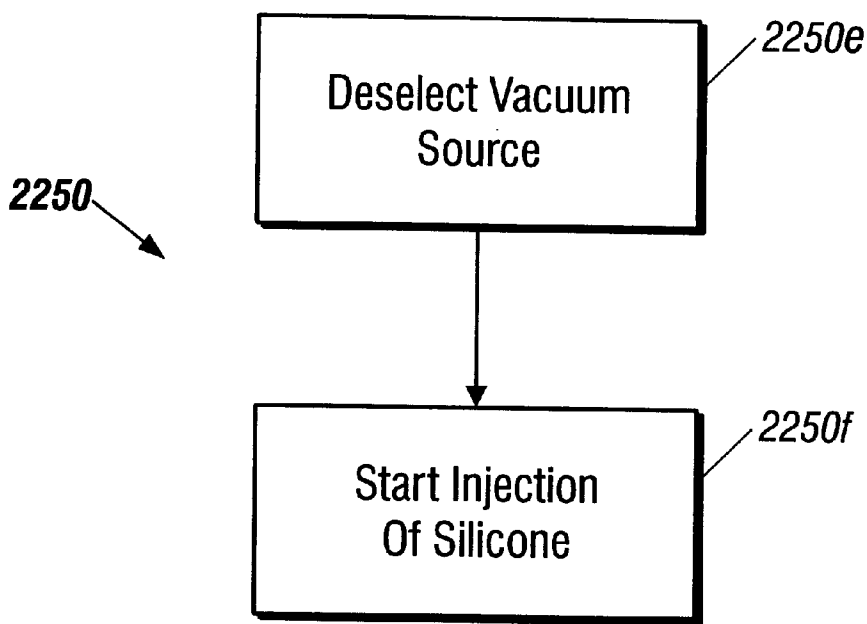 2250e
Deselect Vacuum
Source
2250
2250f
Start Injection
Of Silicone